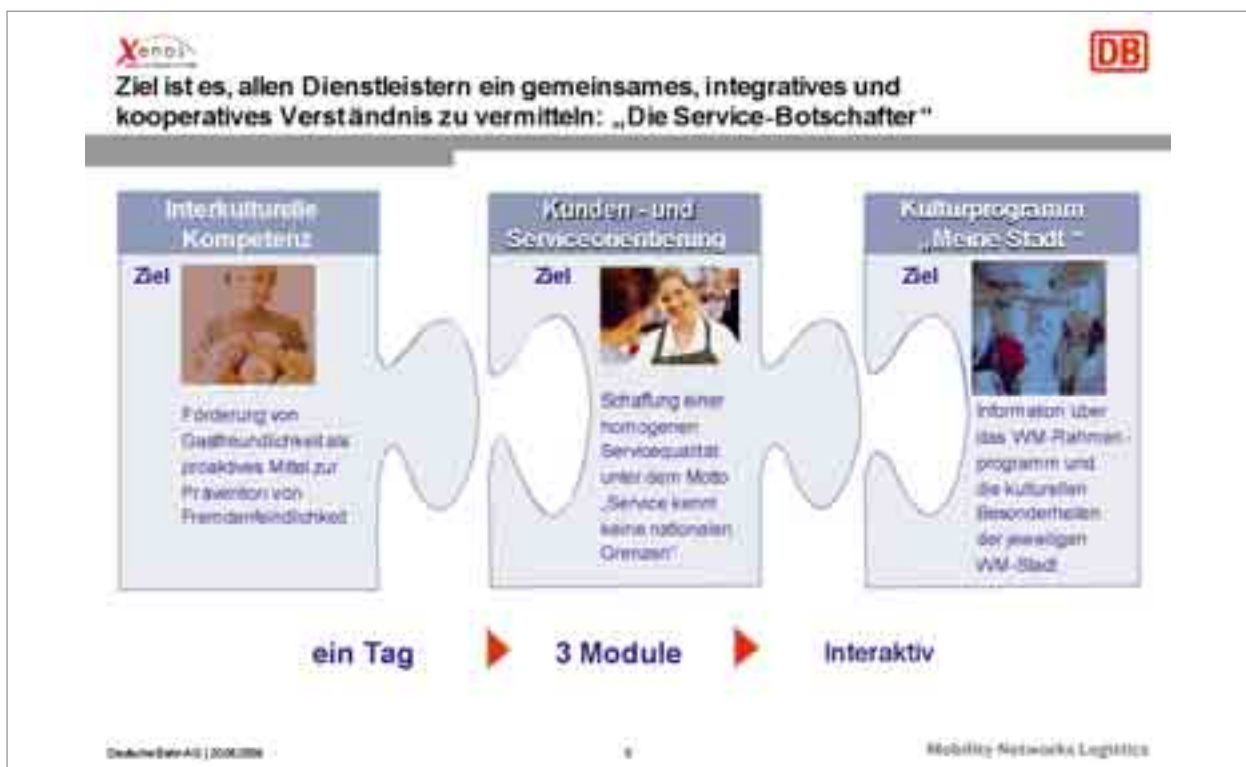 Xenos
DB
Ziel ist es, allen Dienstleistern ein gemeinsames, integratives und
kooperatives Verständnis zu vermitteln: „Die Service-Botschafter“
Interkulturelle
Kompetenz
Ziel
Förderung von
Gastfreundlichkeit als
proaktives Mittel zur
Prävention von
Fremdenfeindlichkeit
Kunden - und
Serviceorientierung
Ziel
Schaffung einer
homogenen
Servicequalität
unter dem Motto
„Service kennt
keine nationalen
Grenzen“
Kulturprogramm
„Meine Stadt “
Ziel
Information über
das WM-Rahmen -
programm und
die kulturellen
Besonderheiten
der jeweiligen
WM-Stadt
ein Tag
3 Module
Interaktiv
Deutsche Bahn AG |
Mobility Networks Logistics